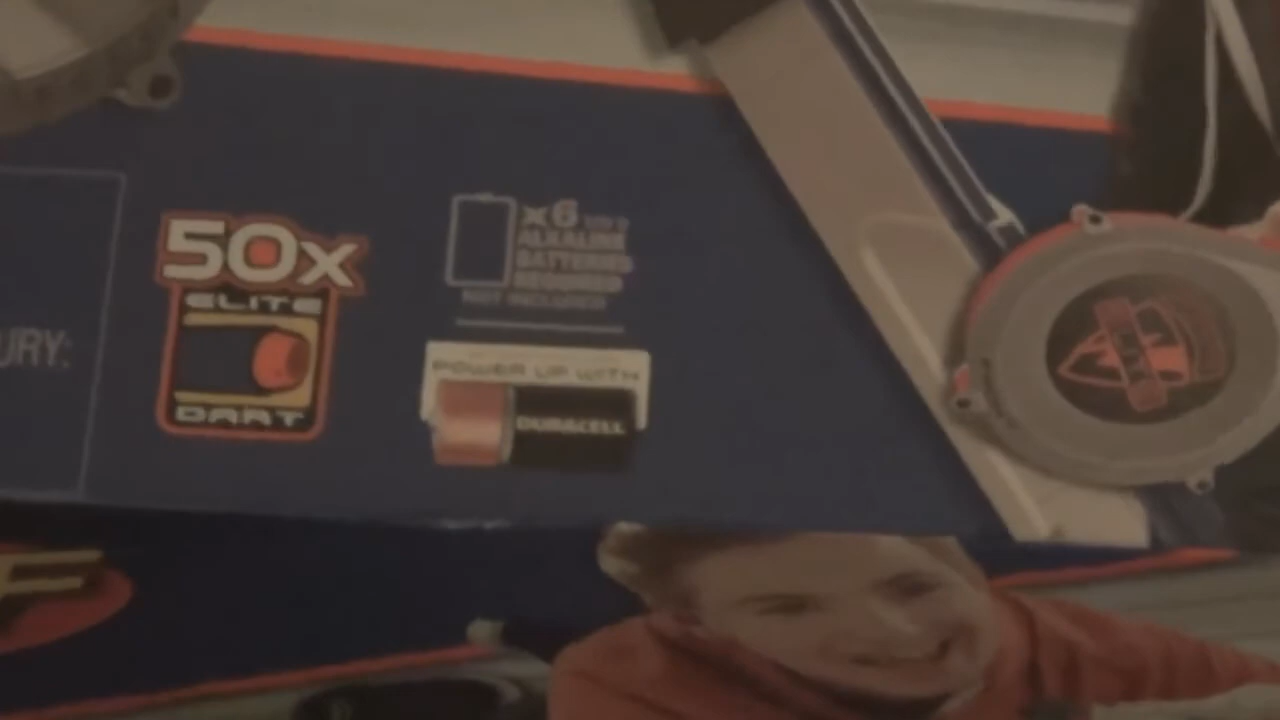 50x
ELITE
DART
x6
ALKALINE
BATTERIES
REQUIRED
NOT INCLUDED
POWER UP WITH
DURACELL
URY:
F